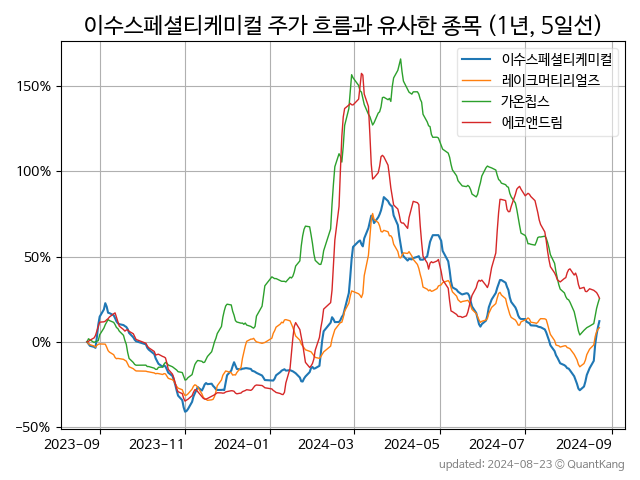 이수스페셜티케미컬 주가 흐름과 유사한 종목 (1년, 5일선)
이수스페셜티케미컬
레이크머티리얼즈
가온칩스
에코앤드림
150%
100%
50%
0%
−50%
2023-09
2023-11
2024-01
2024-03
2024-05
2024-07
2024-09
updated: 2024-08-23 © QuantKang